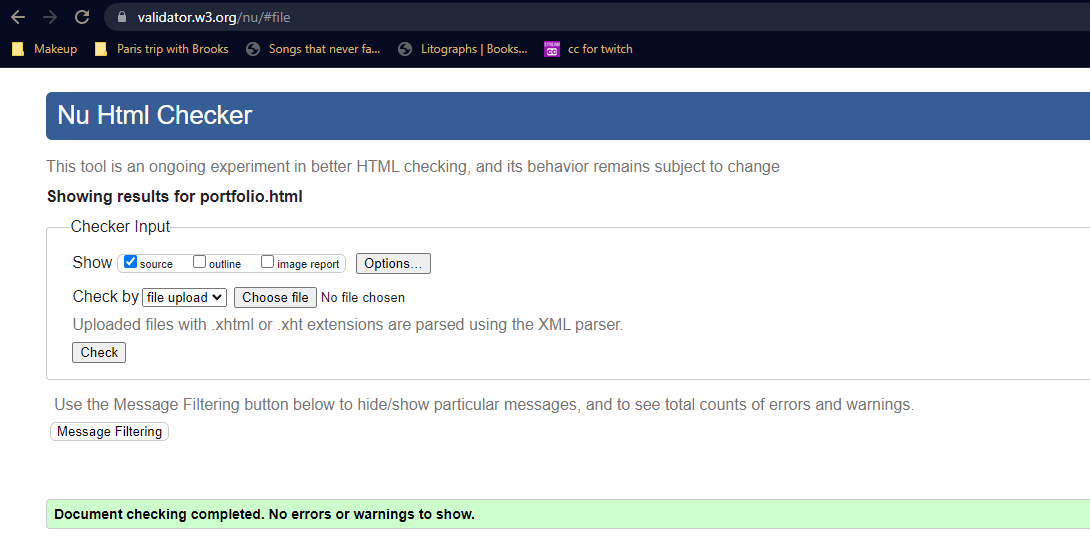 validator.w3.org/nu/#file
Makeup Paris trip with Brooks Songs that never fa... Litographs | Books... STREAM CC cc for twitch
Nu Html Checker
This tool is an ongoing experiment in better HTML checking, and its behavior remains subject to change
Showing results for portfolio.html
Checker Input
Show source outline image report Options...
Check by file upload Choose file No file chosen
Uploaded files with .xhtml or .xht extensions are parsed using the XML parser.
Check
Use the Message Filtering button below to hide/show particular messages, and to see total counts of errors and warnings.
Message Filtering
Document checking completed. No errors or warnings to show.